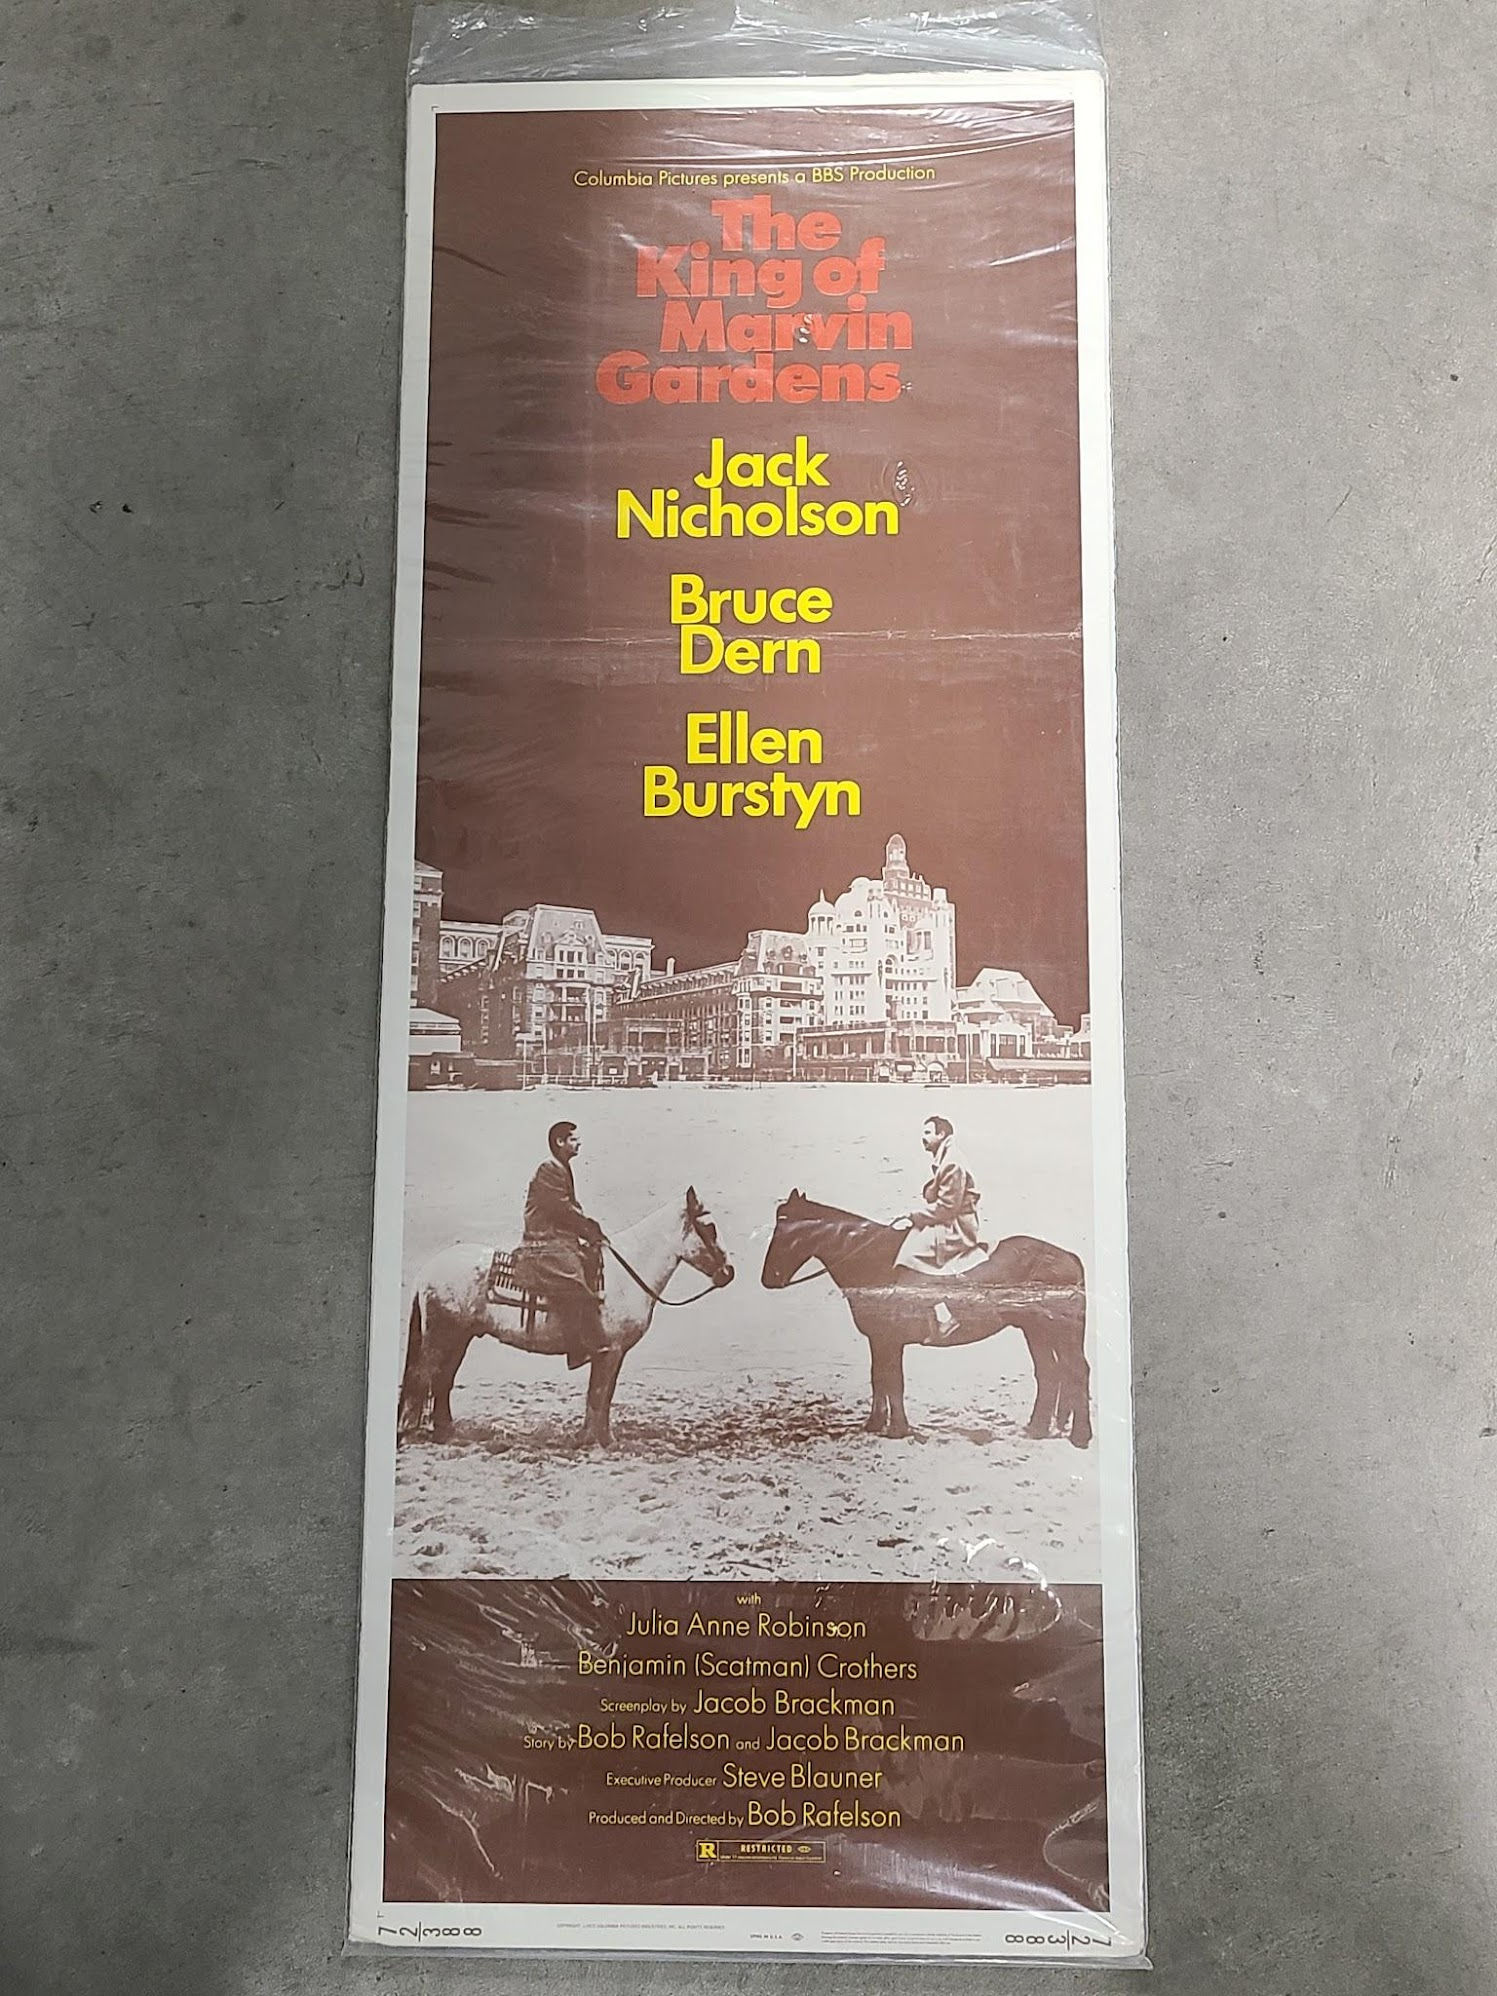 Columbia Pictures presents a BBS Production
The
King of
Marvin
Gardens
Jack
Nicholson
Bruce
Dern
Ellen
Burstyn
with
Julia Anne Robinson
Benjamin (Scatman) Crothers
Screenplay by Jacob Brackman
Story by Bob Rafelson and Jacob Brackman
Executive Producer Steve Blauner
Produced and Directed by Bob Rafelson
R RESTRICTED
72/388
72/388